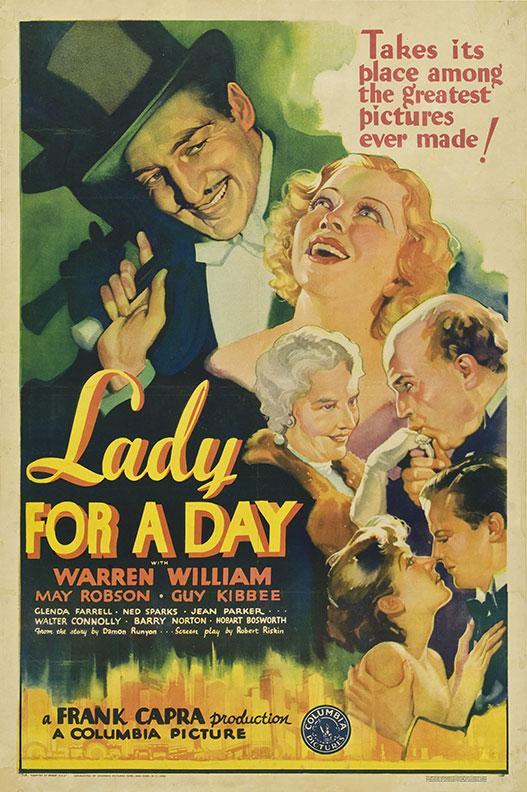 Takes its
place among
the greatest
pictures
ever made!
Lady
FOR A DAY
WITH
WARREN WILLIAM
MAY ROBSON · GUY KIBBEE
GLENDA FARRELL · NED SPARKS · JEAN PARKER...
WALTER CONNOLLY · BARRY NORTON · HOBART BOSWORTH
From the story by Damon Runyon... Screen play by Robert Riskin
a FRANK CAPRA production
A COLUMBIA PICTURE
COLUMBIA
PICTURES